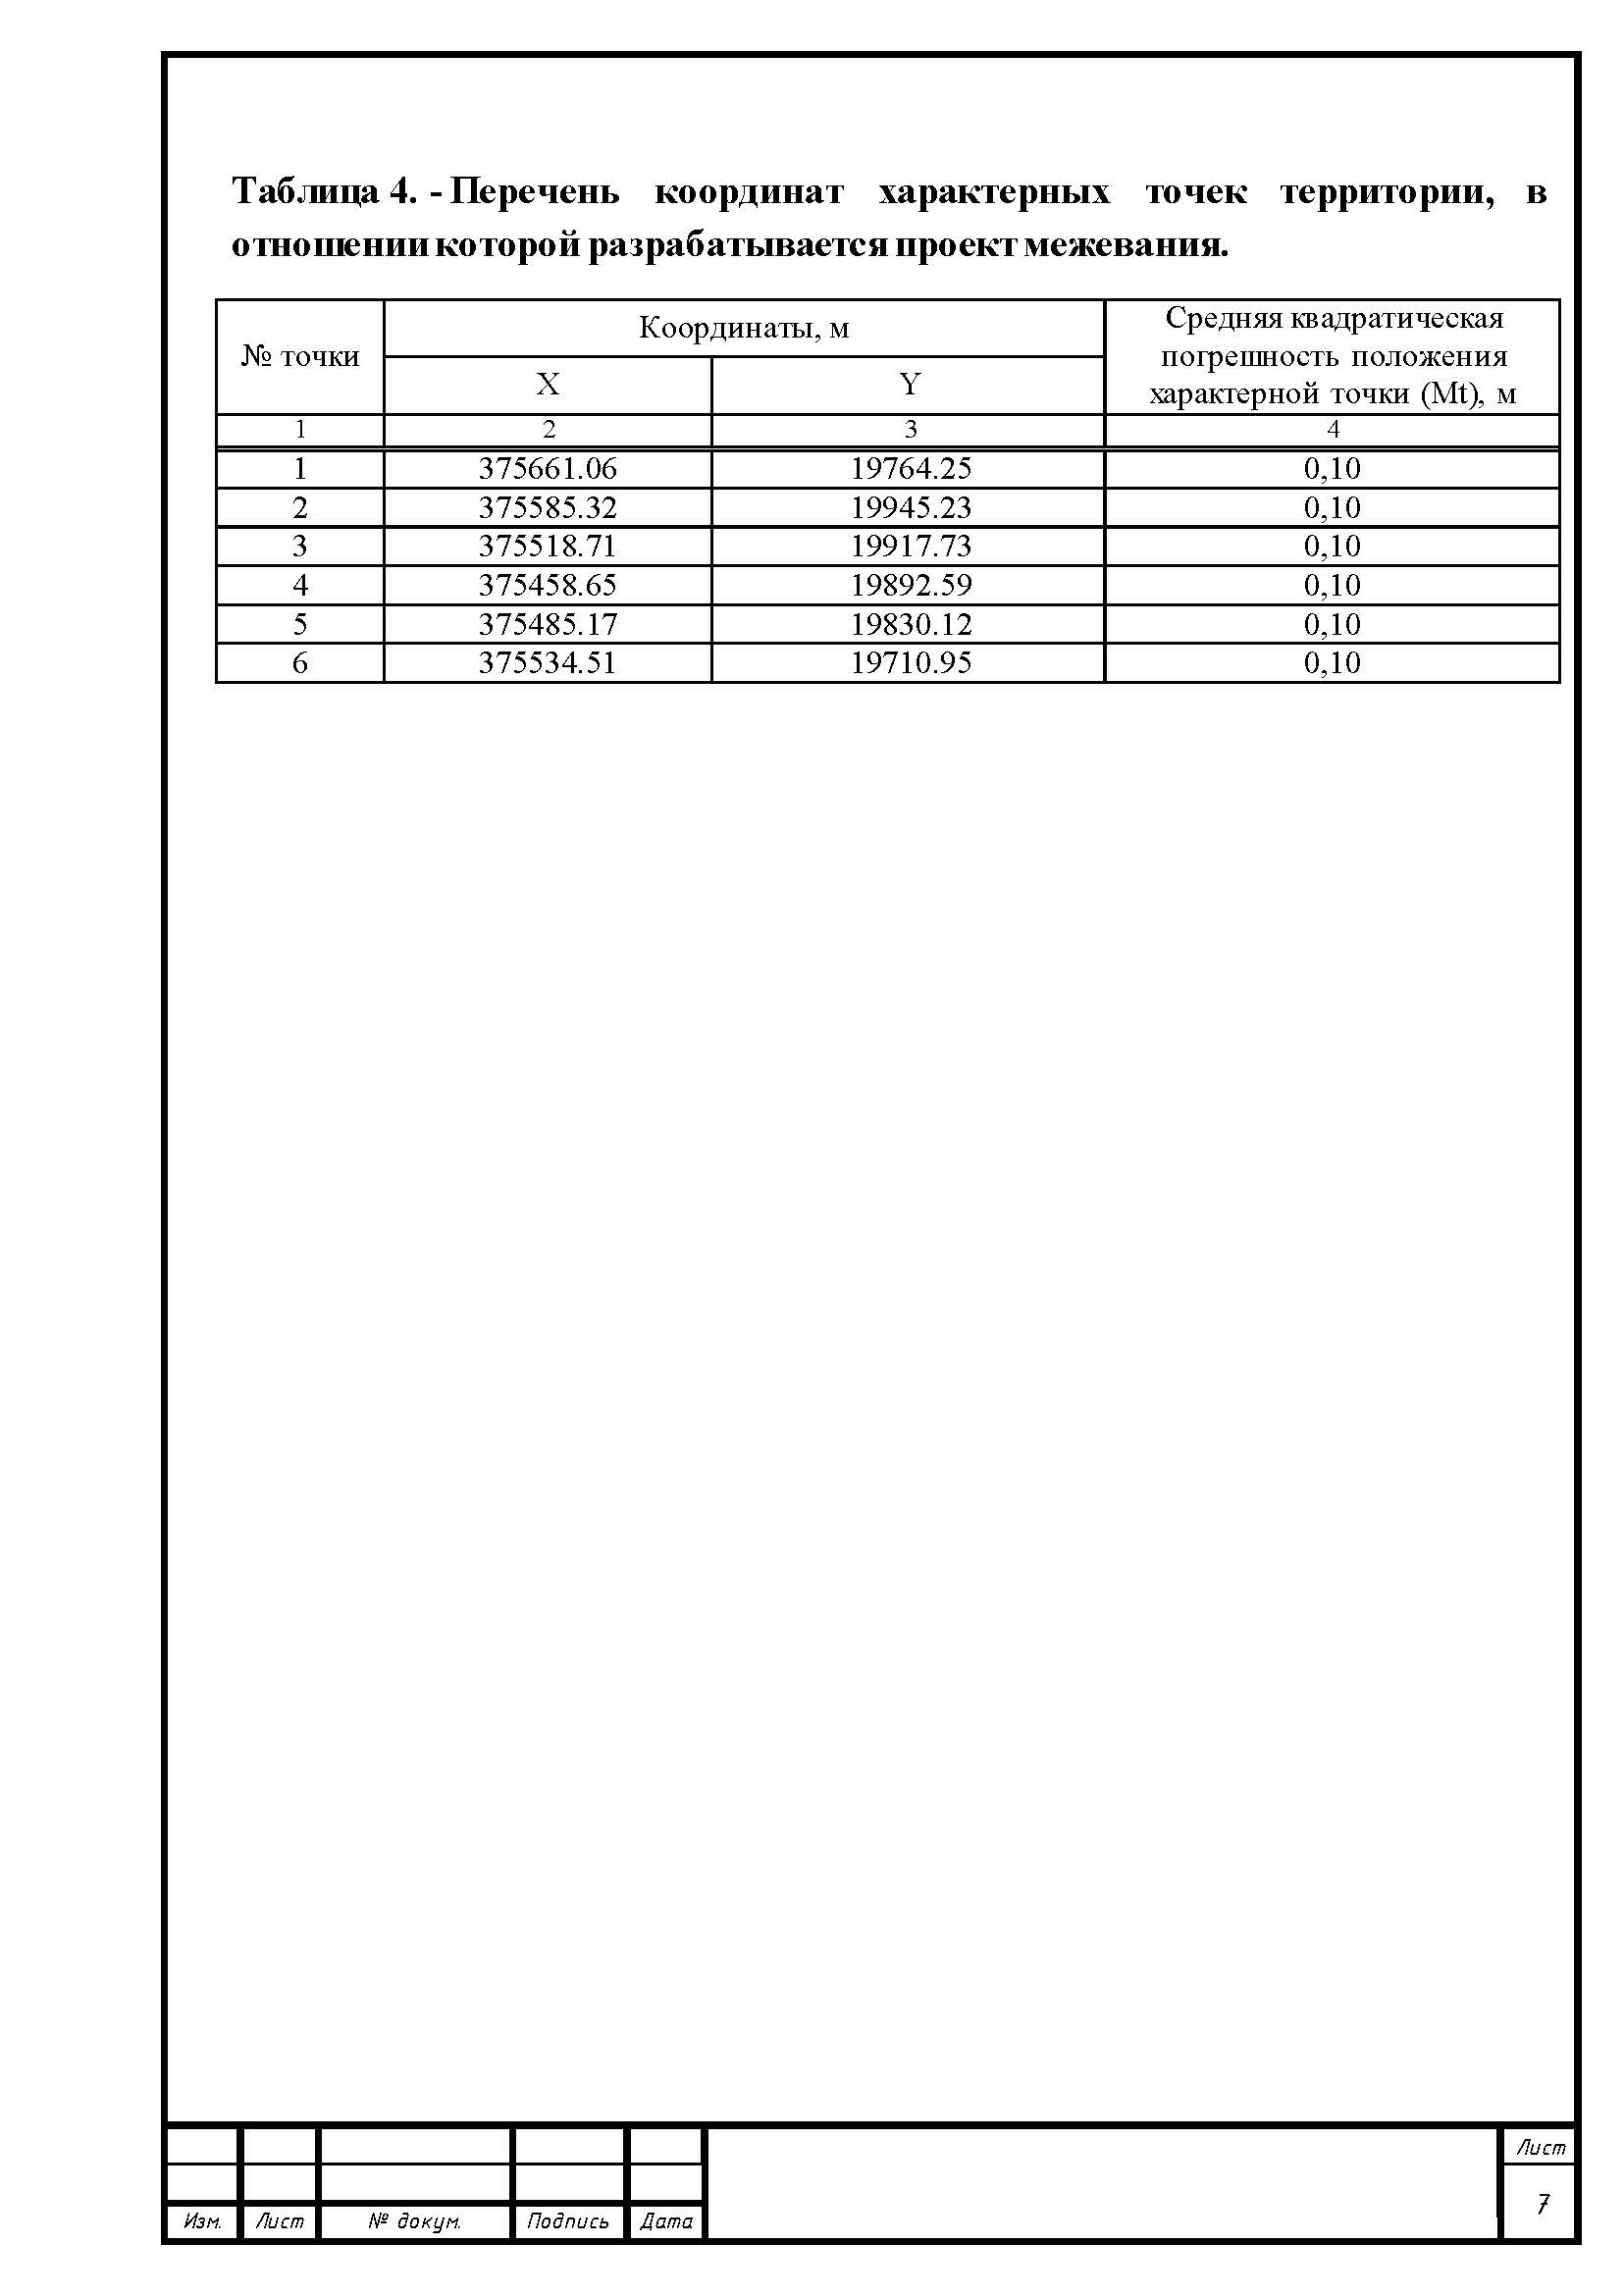 Таблица 4. - Перечень координат характерных точек территории, в
отношении которой разрабатывается проект межевания.
№ точки
Координаты, м
Средняя квадратическая
погрешность положения
характерной точки (Mt), м
X Y
1 2 3 4
1 375661.06 19764.25 0,10
2 375585.32 19945.23 0,10
3 375518.71 19917.73 0,10
4 375458.65 19892.59 0,10
5 375485.17 19830.12 0,10
6 375534.51 19710.95 0,10
Лист
7
Изм. Лист № докум. Подпись Дата